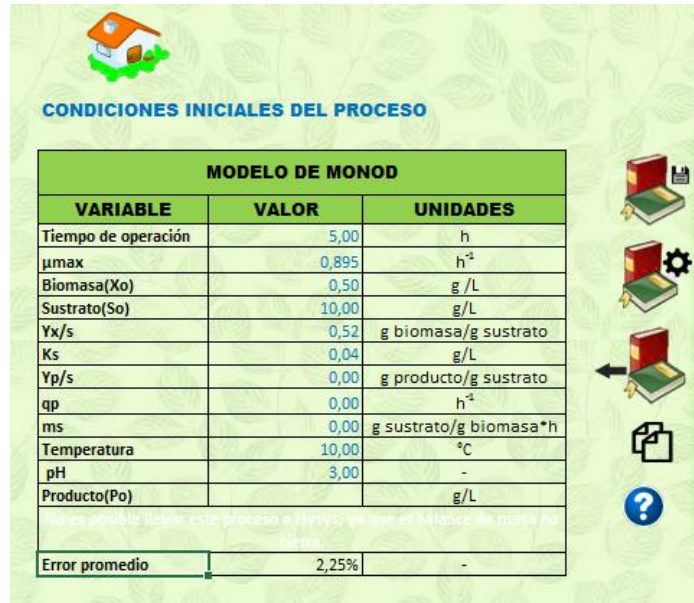 CONDICIONES INICIALES DEL PROCESO
MODELO DE MONOD
VARIABLE VALOR UNIDADES
Tiempo de operación 5,00 h
µmax 0,895 h⁻¹
Biomasa(Xo) 0,50 g /L
Sustrato(So) 10,00 g/L
Yx/s 0,52 g biomasa/g sustrato
Ks 0,04 g/L
Yp/s 0,00 g producto/g sustrato
qp 0,00 h⁻¹
ms 0,00 g sustrato/g biomasa*h
Temperatura 10,00 °C
pH 3,00 -
Producto(Po) g/L
No es posible llevar este proceso a Hysys, ya que el balance de masa no
cierra.
Error promedio 2,25% -
?